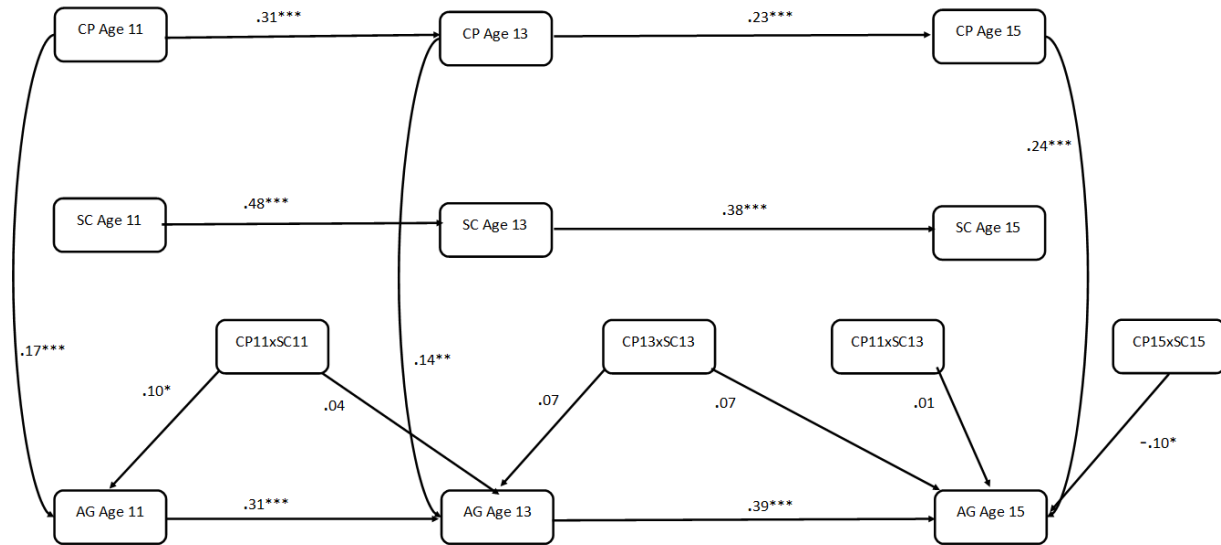 .31***
.23***
CP Age 11
CP Age 13
CP Age 15
.24***
.48***
.38***
SC Age 11
SC Age 13
SC Age 15
CP11xSC11
CP13xSC13
CP11xSC13
CP15xSC15
.17***
.14**
.10*
.04
.07
.07
.01
-.10*
.31***
.39***
AG Age 11
AG Age 13
AG Age 15